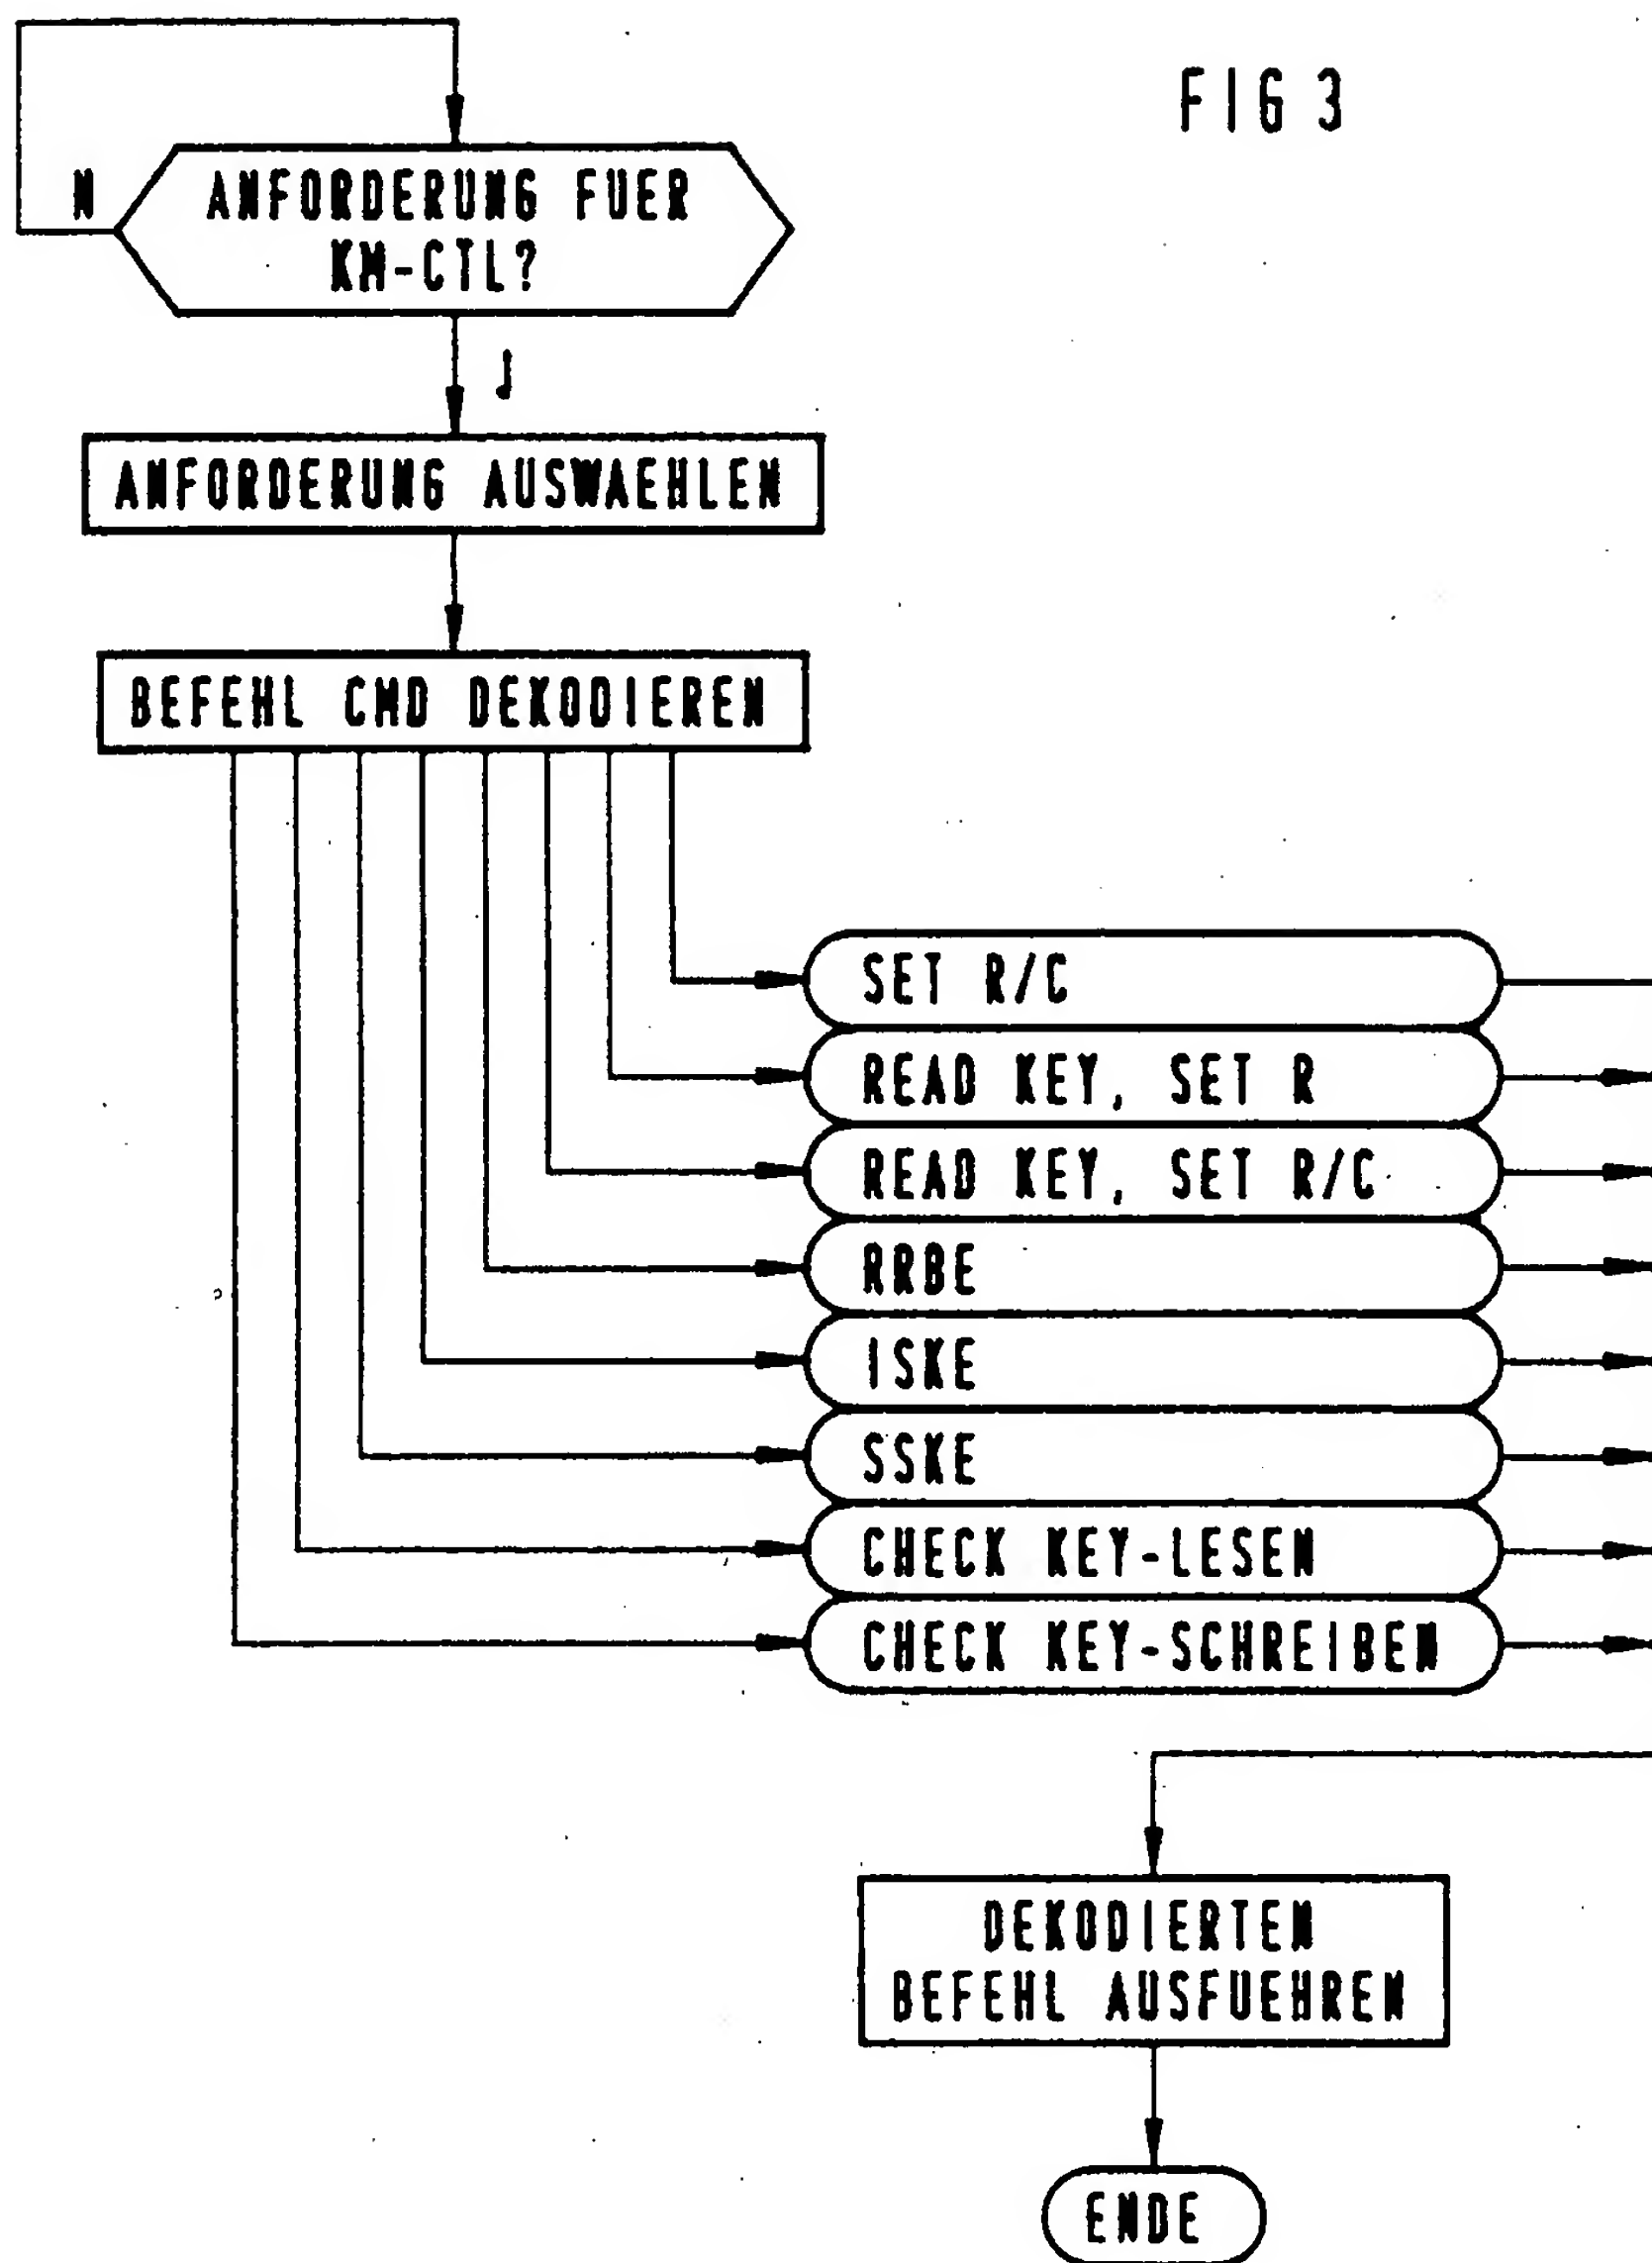 FIG 3
N
ANFORDERUNG FUER
KM-CTL?
J
ANFORDERUNG AUSWAEHLEN
BEFEHL CMD DEKODIEREN
SET R/C
READ KEY, SET R
READ KEY, SET R/C
RRBE
ISKE
SSKE
CHECK KEY-LESEN
CHECK KEY-SCHREIBEN
DEKODIERTEN
BEFEHL AUSFUEHREN
ENDE